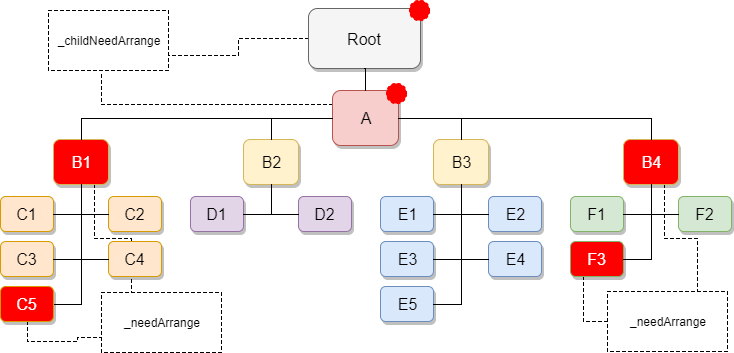 Root
_childNeedArrange
A
B1
B2
B3
B4
C1
C2
D1
D2
E1
E2
F1
F2
C3
C4
E3
E4
F3
C5
E5
_needArrange
_needArrange